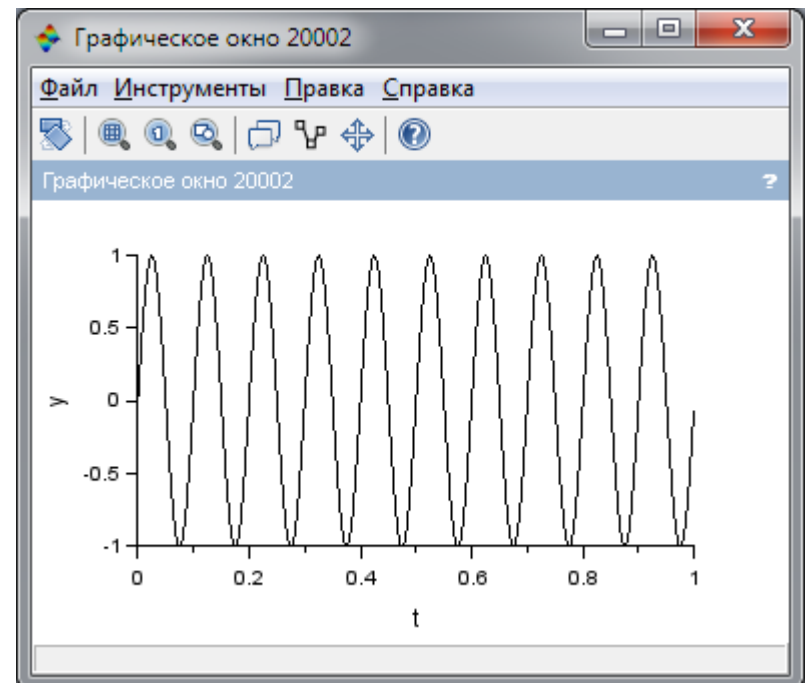 Графическое окно 20002
Файл Инструменты Правка Справка
Графическое окно 20002 ?
1
0.5
0
-0.5
-1
y
0 0.2 0.4 0.6 0.8 1
t